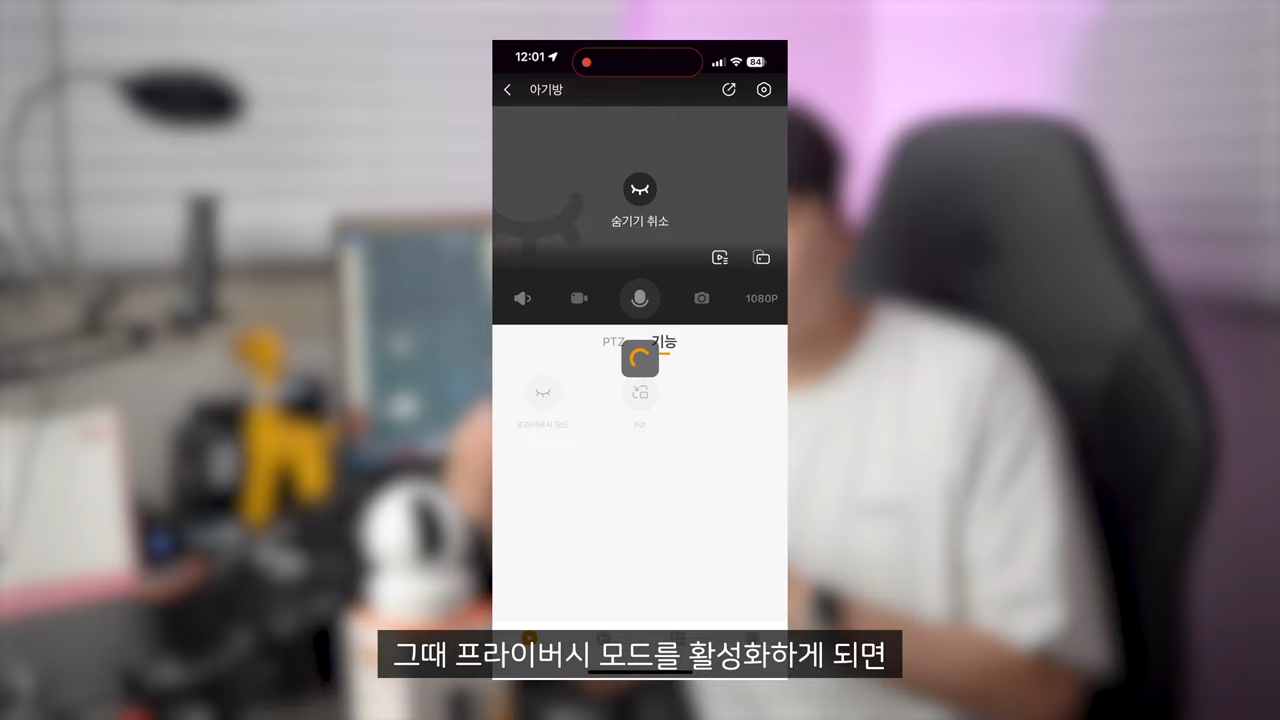 12:01
84
아기방
숨기기 취소
1080P
PTZ
기능
프라이버시 모드
PiP
그때 프라이버시 모드를 활성화하게 되면